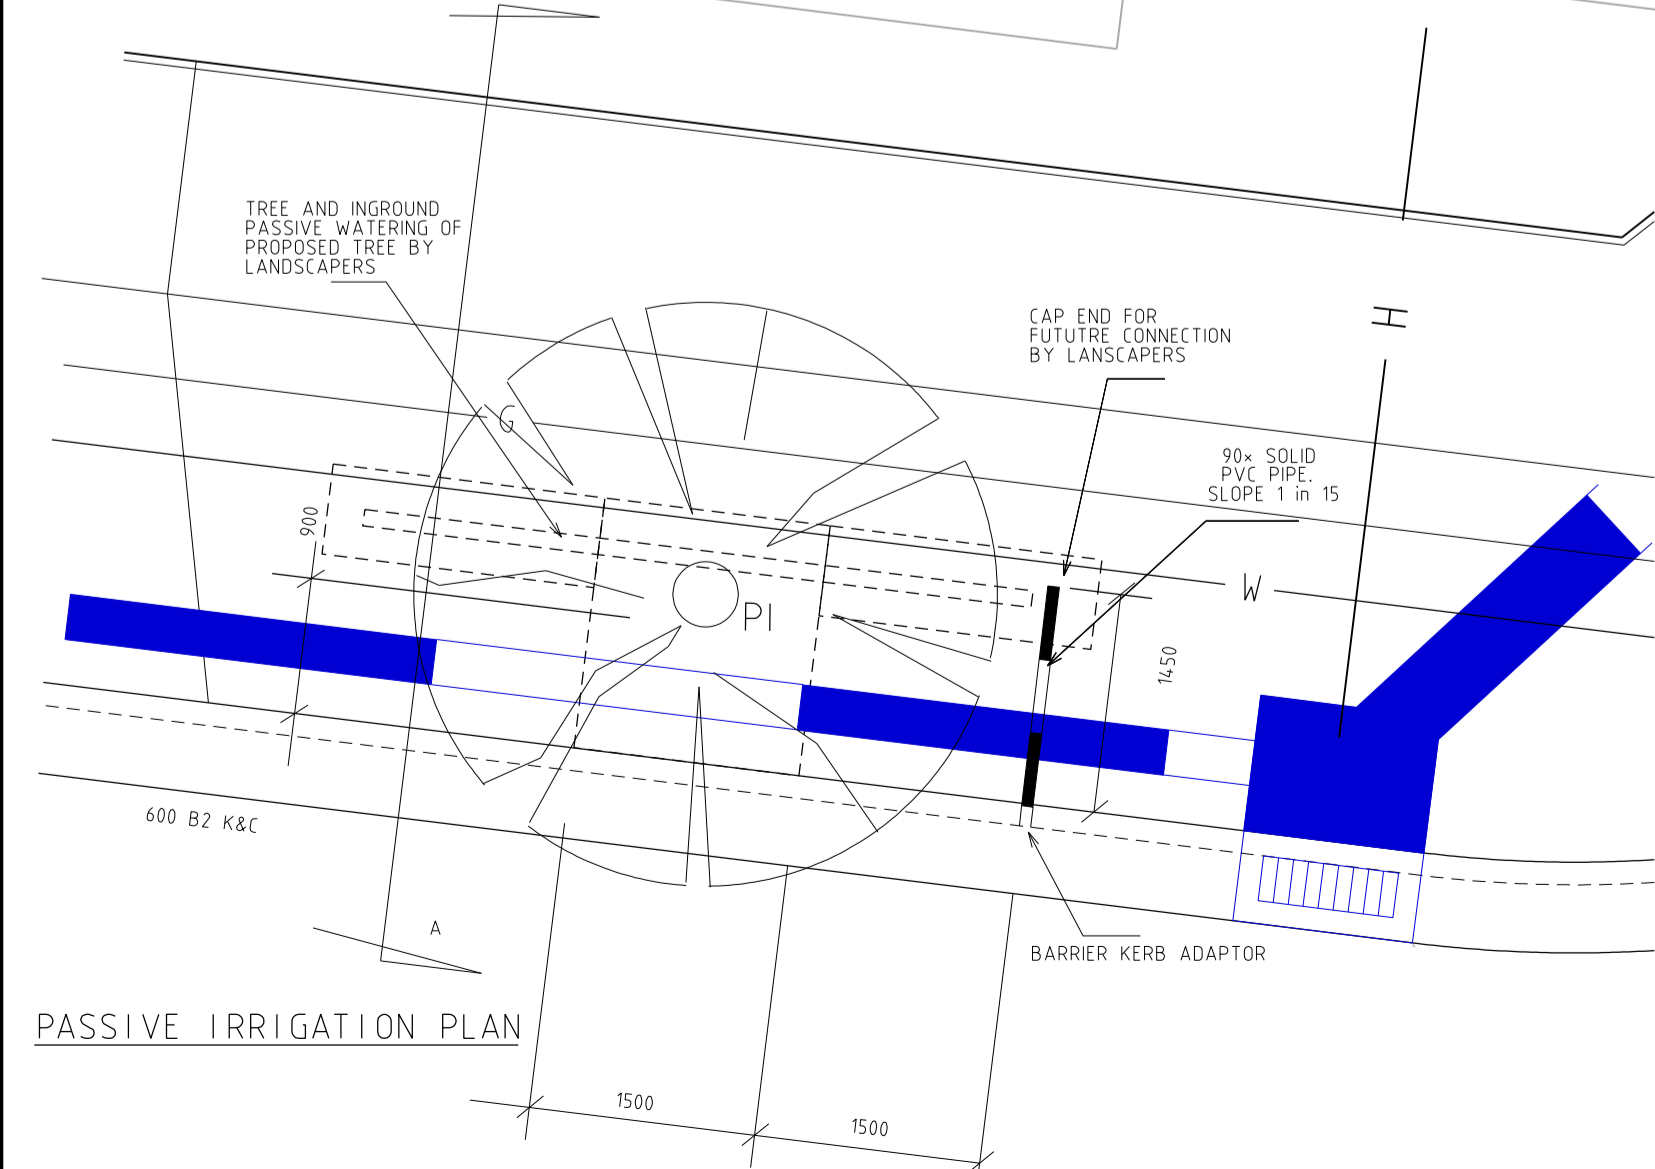 TREE AND INGROUND
PASSIVE WATERING OF
PROPOSED TREE BY
LANDSCAPERS
CAP END FOR
FUTUTRE CONNECTION
BY LANSCAPERS
H
G
90x SOLID
PVC PIPE.
SLOPE 1 in 15
900
W
PI
1450
600 B2 K&C
A
BARRIER KERB ADAPTOR
PASSIVE IRRIGATION PLAN
1500
1500